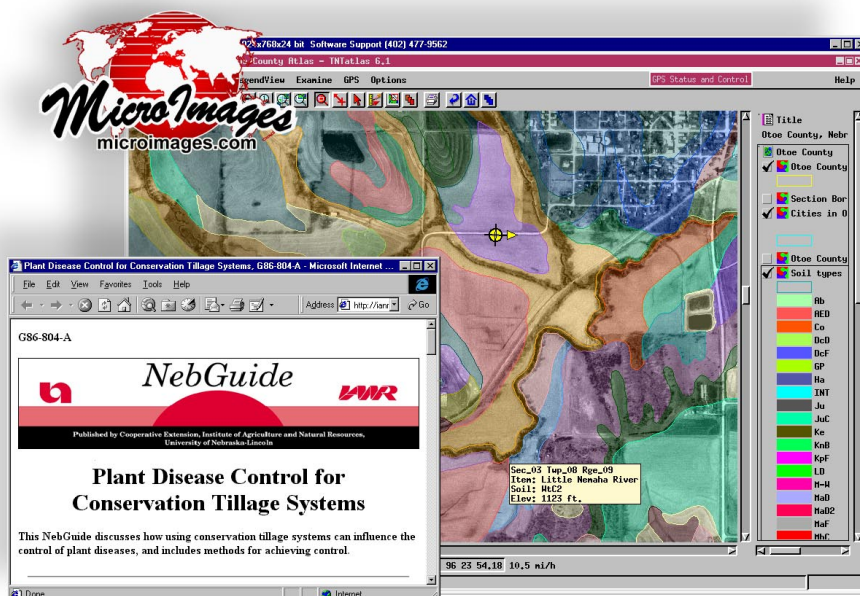 MicroImages
microimages.com
24x768x24 bit Software Support (402) 477-9562
County Atlas - TNTatlas 6.1
gendView Examine GPS Options
GPS Status and Control
Help
Title
Otoe County, Nebr
Otoe County
Otoe County
Section Bor
Cities in O
Otoe County
Soil types
Ab
AED
Co
DcD
DcF
GP
Ha
INT
Ju
JuC
Ke
KnB
KpF
LD
M-W
MaD
MaD2
MaF
MhC
Sec_03 Twp_08 Rge_09
Item: Little Nemaha River
Soil: WtC2
Elev: 1123 ft.
96 23 54.18 10.5 mi/h
Plant Disease Control for Conservation Tillage Systems, G86-804-A - Microsoft Internet ...
File Edit View Favorites Tools Help
Address http://ianr Go
G86-804-A
NebGuide
IANR
Published by Cooperative Extension, Institute of Agriculture and Natural Resources,
University of Nebraska-Lincoln
Plant Disease Control for
Conservation Tillage Systems
This NebGuide discusses how using conservation tillage systems can influence the
control of plant diseases, and includes methods for achieving control.
Done
Internet